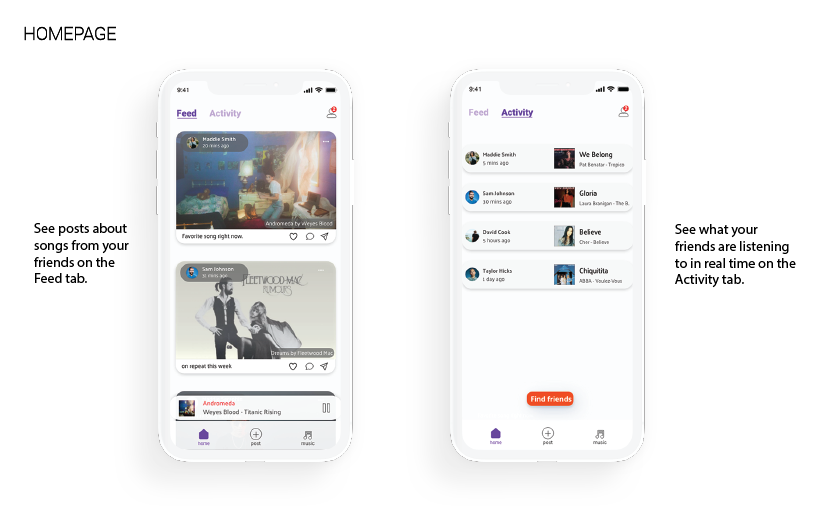 HOMEPAGE
See posts about
songs from your
friends on the
Feed tab.
9:41
Feed Activity
2
Maddie Smith
20 mins ago
Andromeda by Weyes Blood
Favorite song right now.
Sam Johnson
mins ago
FLEETWOOD MAC
RUMOURS
Dreams by Fleetwood Mac
on repeat this week
Andromeda
Weyes Blood - Titanic Rising
home post music
9:41
Feed Activity
Maddie Smith
5 mins ago
We Belong
Pat Benatar - Tropico
Sam Johnson
30 mins ago
Gloria
Laura Branigan - The B
David Cook
5 hours ago
Believe
Cher - Believe
Taylor Hicks
1 day ago
Chiquitita
ABBA - Voulez-Vous
Find friends
home post music
See what your
friends are listening
to in real time on the
Activity tab.